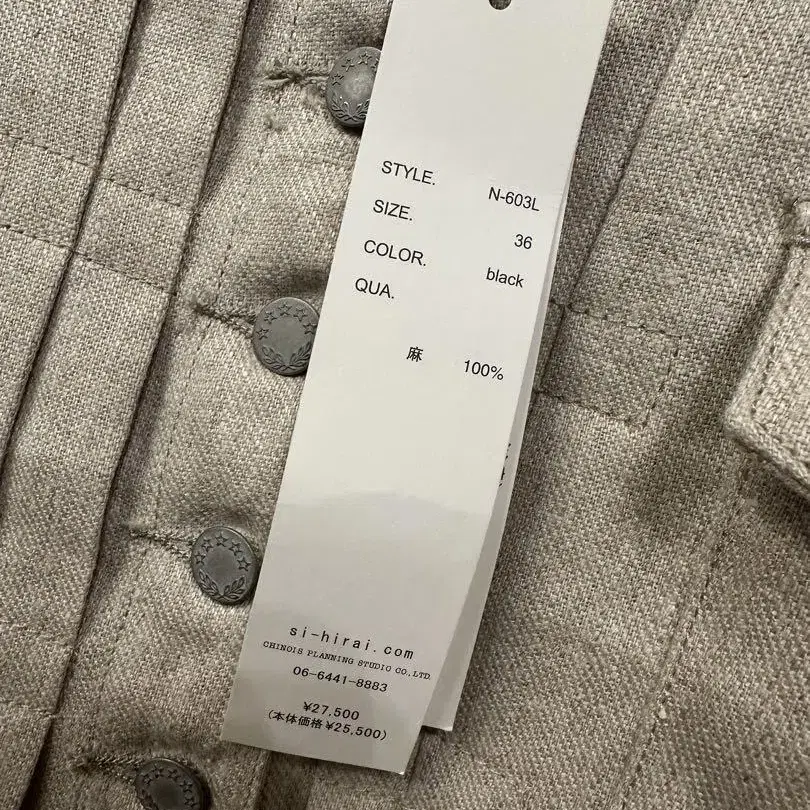 STYLE. N-603L
SIZE. 36
COLOR. black
QUA.
麻 100%
si-hirai.com
CHINOIS PLANNING STUDIO CO.,LTD.
06-6441-8883
¥27,500
(本体価格¥25,500)